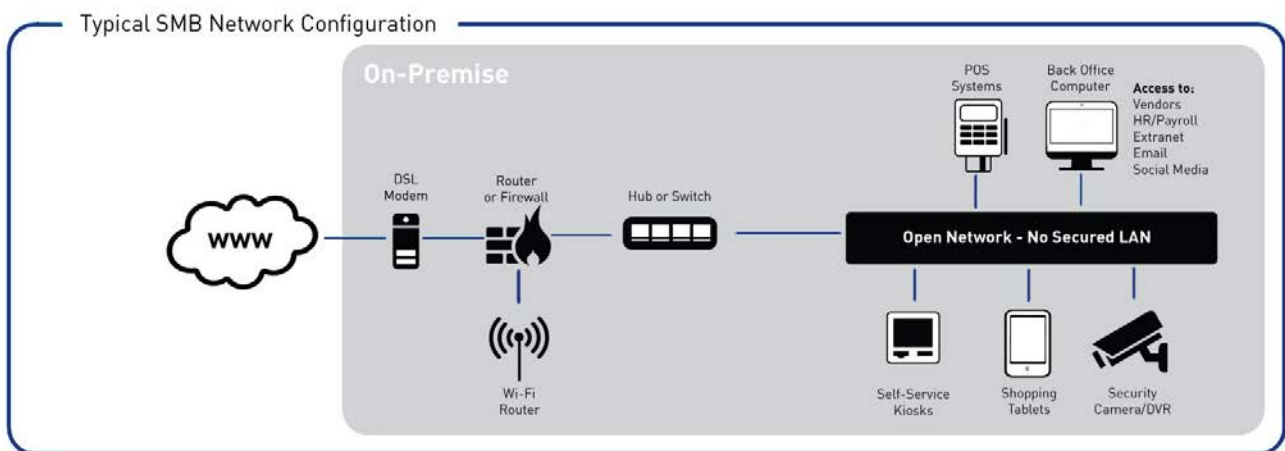 Typical SMB Network Configuration
On-Premise
POS
Systems
Back Office
Computer
Access to:
Vendors
HR/Payroll
Extranet
Email
Social Media
DSL
Modem
Router
or Firewall
Hub or Switch
www
Open Network - No Secured LAN
Wi-Fi
Router
Self-Service
Kiosks
Shopping
Tablets
Security
Camera/DVR